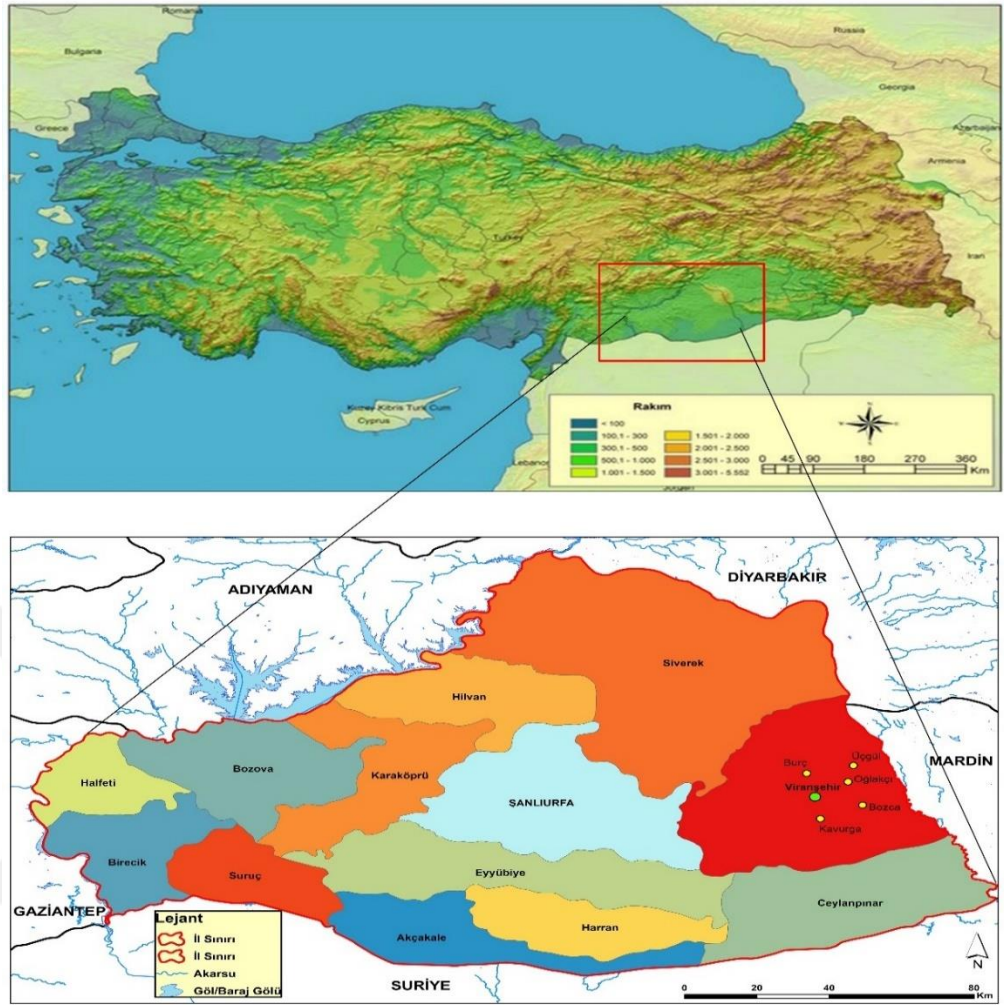 Romania
Bulgaria
Russia
Georgia
Greece
Azerbaijan
Armenia
Turkey
Iran
Kuzey Kıbrıs Turk Cum
Cyprus
Lebanon
Rakım
< 100
100,1 - 300
300,1 - 500
500,1 - 1.000
1.001 - 1.500
1.501 - 2.000
2.001 - 2.500
2.501 - 3.000
3.001 - 5.552
N
0 45 90 180 270 360
Km
ADIYAMAN
DİYARBAKIR
Siverek
Hilvan
MARDİN
Halfeti
Bozova
Karaköprü
ŞANLIURFA
Burç
Üçgül
Oğlakçı
Viranşehir
Bozca
Kavurga
Birecik
Suruç
Eyyübiye
Ceylanpınar
GAZİANTEP
Akçakale
Harran
SURİYE
Lejant
İl Sınırı
İl Sınırı
Akarsu
Göl/Baraj Gölü
N
0 20 40 60 80
Km